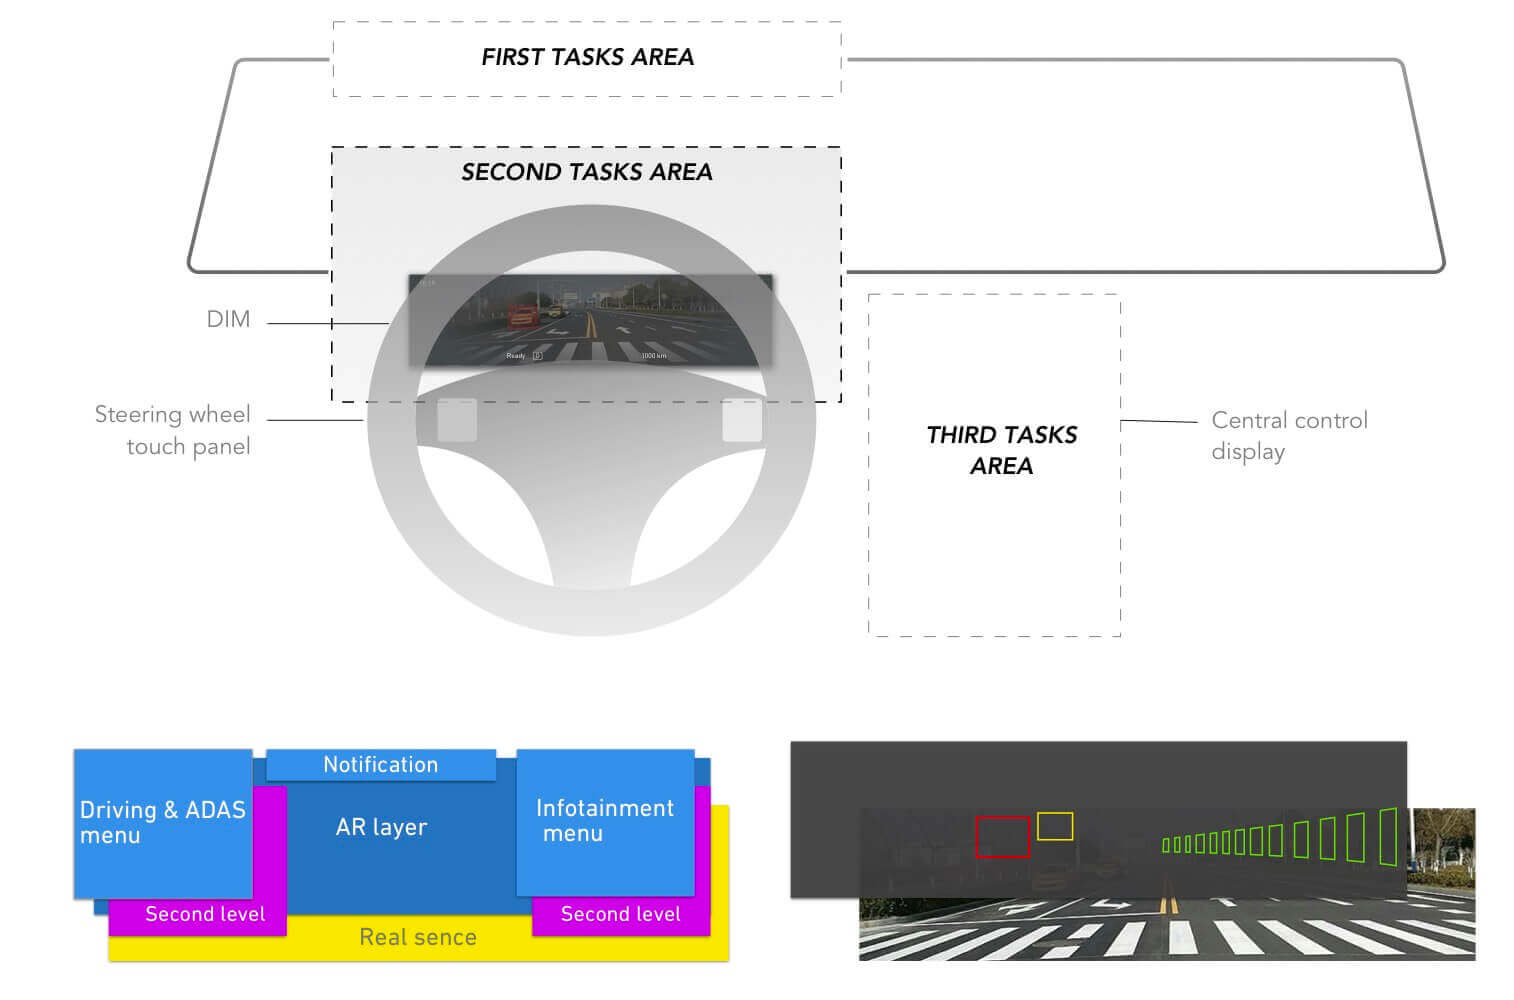 FIRST TASKS AREA
SECOND TASKS AREA
DIM
Ready D 1000 km
Steering wheel
touch panel
THIRD TASKS
AREA
Central control
display
Notification
Driving & ADAS
menu
AR layer
Infotainment
menu
Second level
Second level
Real sence